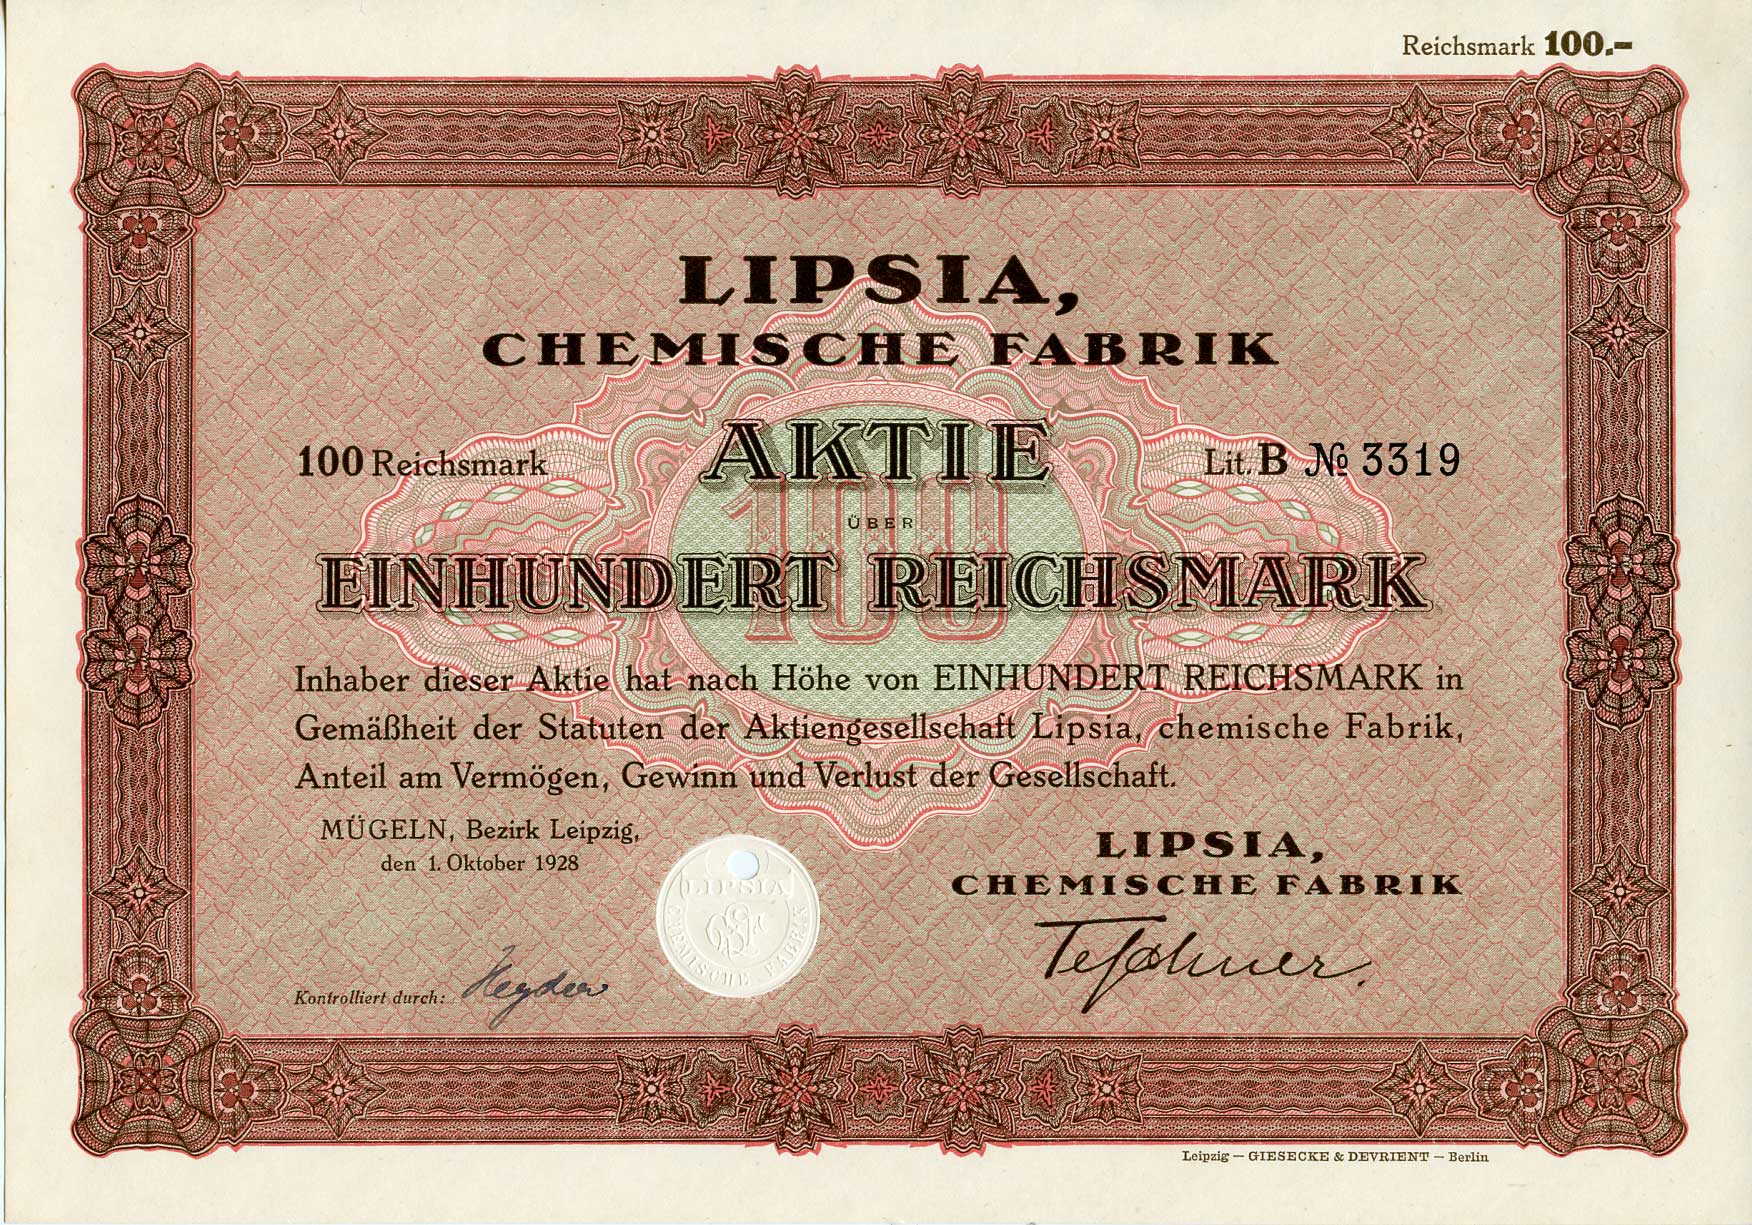 Reichsmark 100.-
LIPSIA,
CHEMISCHE FABRIK
100 Reichsmark AKTIE Lit. B № 3319
100
ÜBER
EINHUNDERT REICHSMARK
Inhaber dieser Aktie hat nach Höhe von EINHUNDERT REICHSMARK in
Gemäßheit der Statuten der Aktiengesellschaft Lipsia, chemische Fabrik,
Anteil am Vermögen, Gewinn und Verlust der Gesellschaft.
MÜGELN, Bezirk Leipzig,
den 1. Oktober 1928
LIPSIA
CHEMISCHE FABRIK
LIPSIA,
CHEMISCHE FABRIK
Kontrolliert durch:
Leipzig — GIESECKE & DEVRIENT — Berlin